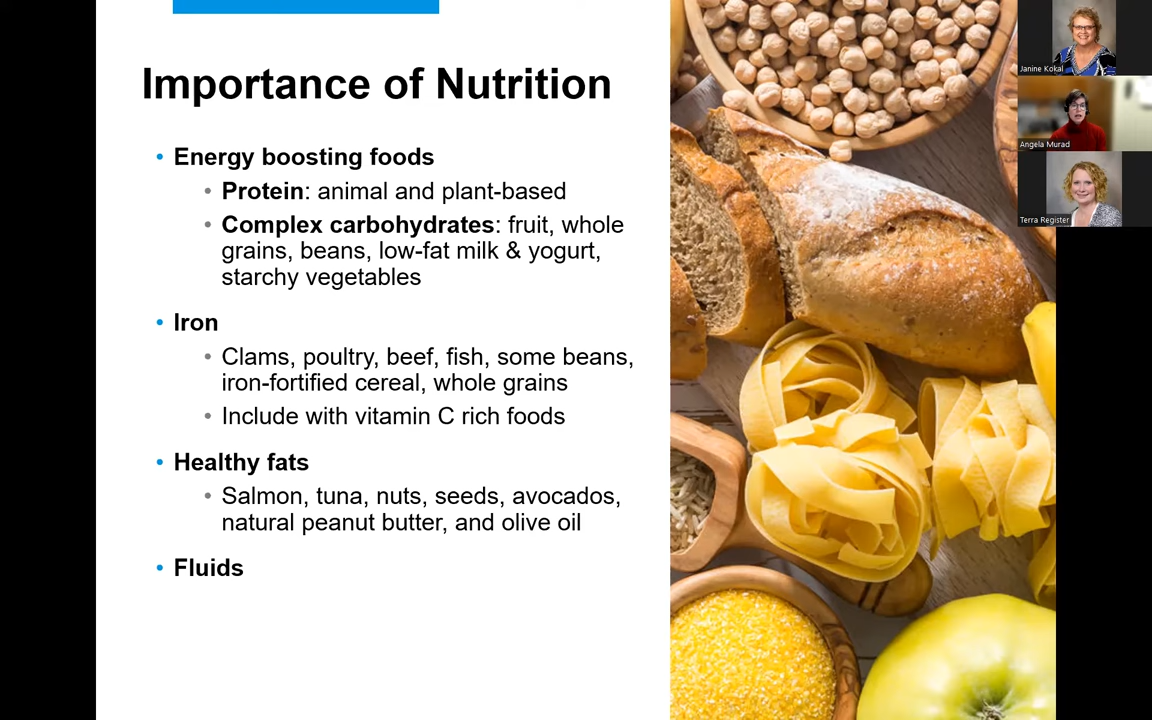 Importance of Nutrition
• Energy boosting foods
• Protein: animal and plant-based
• Complex carbohydrates: fruit, whole
grains, beans, low-fat milk & yogurt,
starchy vegetables
• Iron
• Clams, poultry, beef, fish, some beans,
iron-fortified cereal, whole grains
• Include with vitamin C rich foods
• Healthy fats
• Salmon, tuna, nuts, seeds, avocados,
natural peanut butter, and olive oil
• Fluids
Janine Kokal
Angela Murad
Terra Register